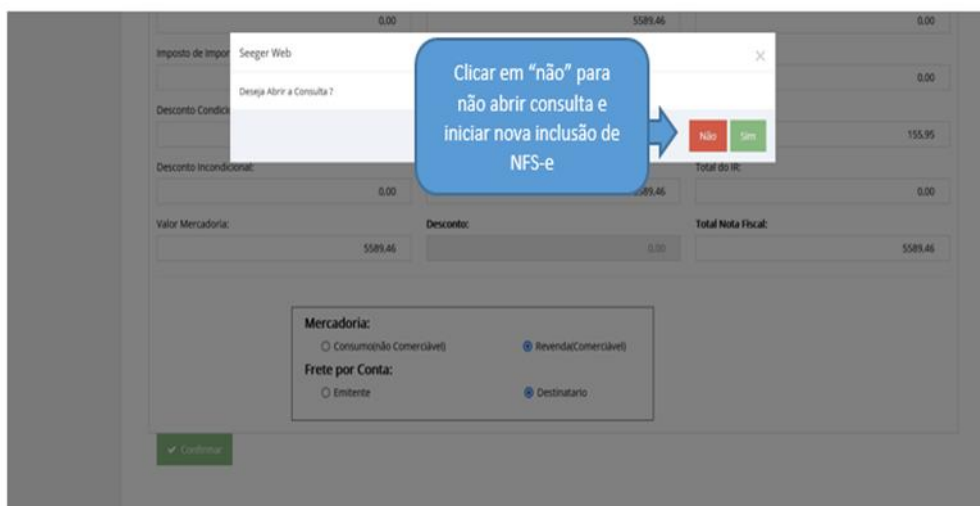 0,00 5589,46 0,00
Imposto de Impor
Seeger Web ×
Deseja Abrir a Consulta ?
Clicar em “não” para
não abrir consulta e
iniciar nova inclusão de
NFS-e
Não Sim
0,00
Desconto Condici
155,95
Desconto Incondicional: Total do IR:
0,00 5589,46 0,00
Valor Mercadoria: Desconto: Total Nota Fiscal:
5589,46 0,00 5589,46
Mercadoria:
Consumo(não Comerciável) Revenda(Comerciável)
Frete por Conta:
Emitente Destinatario
Confirmar